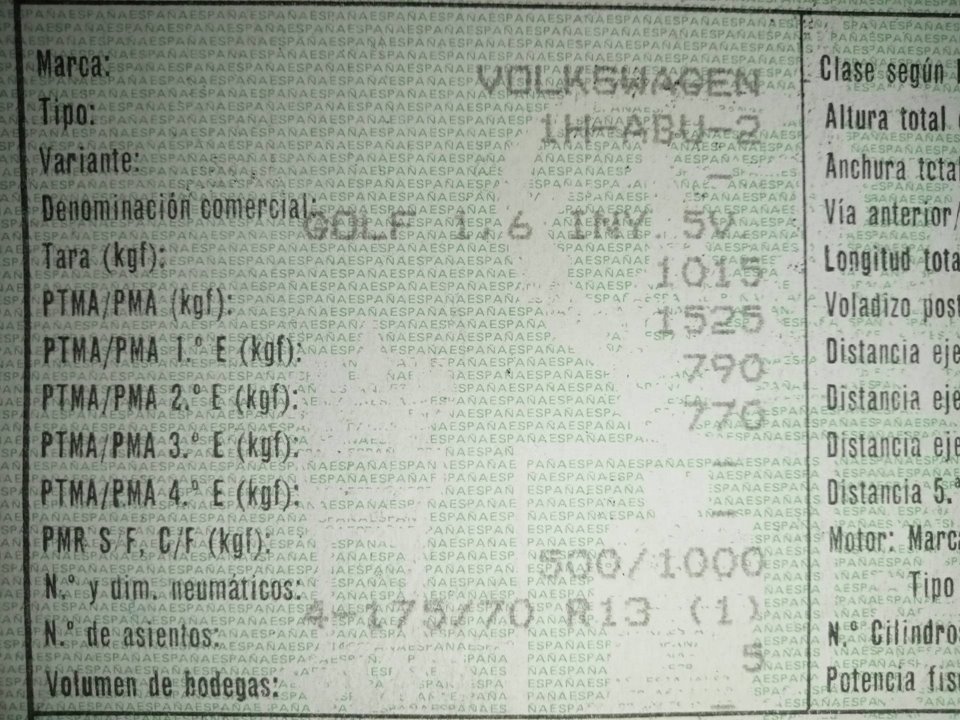 Marca: VOLKSWAGEN
Tipo: 1H-ABU-2
Variante: -
Denominación comercial: GOLF 1.6 INY 5V.
Tara (kgf): 1015
PTMA/PMA (kgf): 1525
PTMA/PMA 1.º E (kgf): 790
PTMA/PMA 2.º E (kgf): 770
PTMA/PMA 3.º E (kgf): -
PTMA/PMA 4.º E (kgf): -
PMR S/F, C/F (kgf): 500/1000
N.º y dim. neumáticos: 4-175/70 R13 (1)
N.º de asientos: 5
Volumen de bodegas: -
Clase según
Altura total
Anchura total
Vía anterior/
Longitud tota
Voladizo post
Distancia eje
Distancia eje
Distancia eje
Distancia 5.ª
Motor: Marca
Tipo
N.º Cilindros
Potencia fis